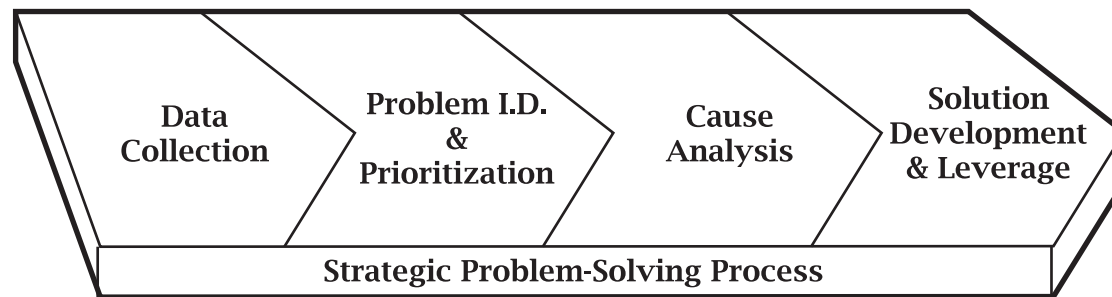 Data
Collection
Problem I.D.
&
Prioritization
Cause
Analysis
Solution
Development
& Leverage
Strategic Problem-Solving Process